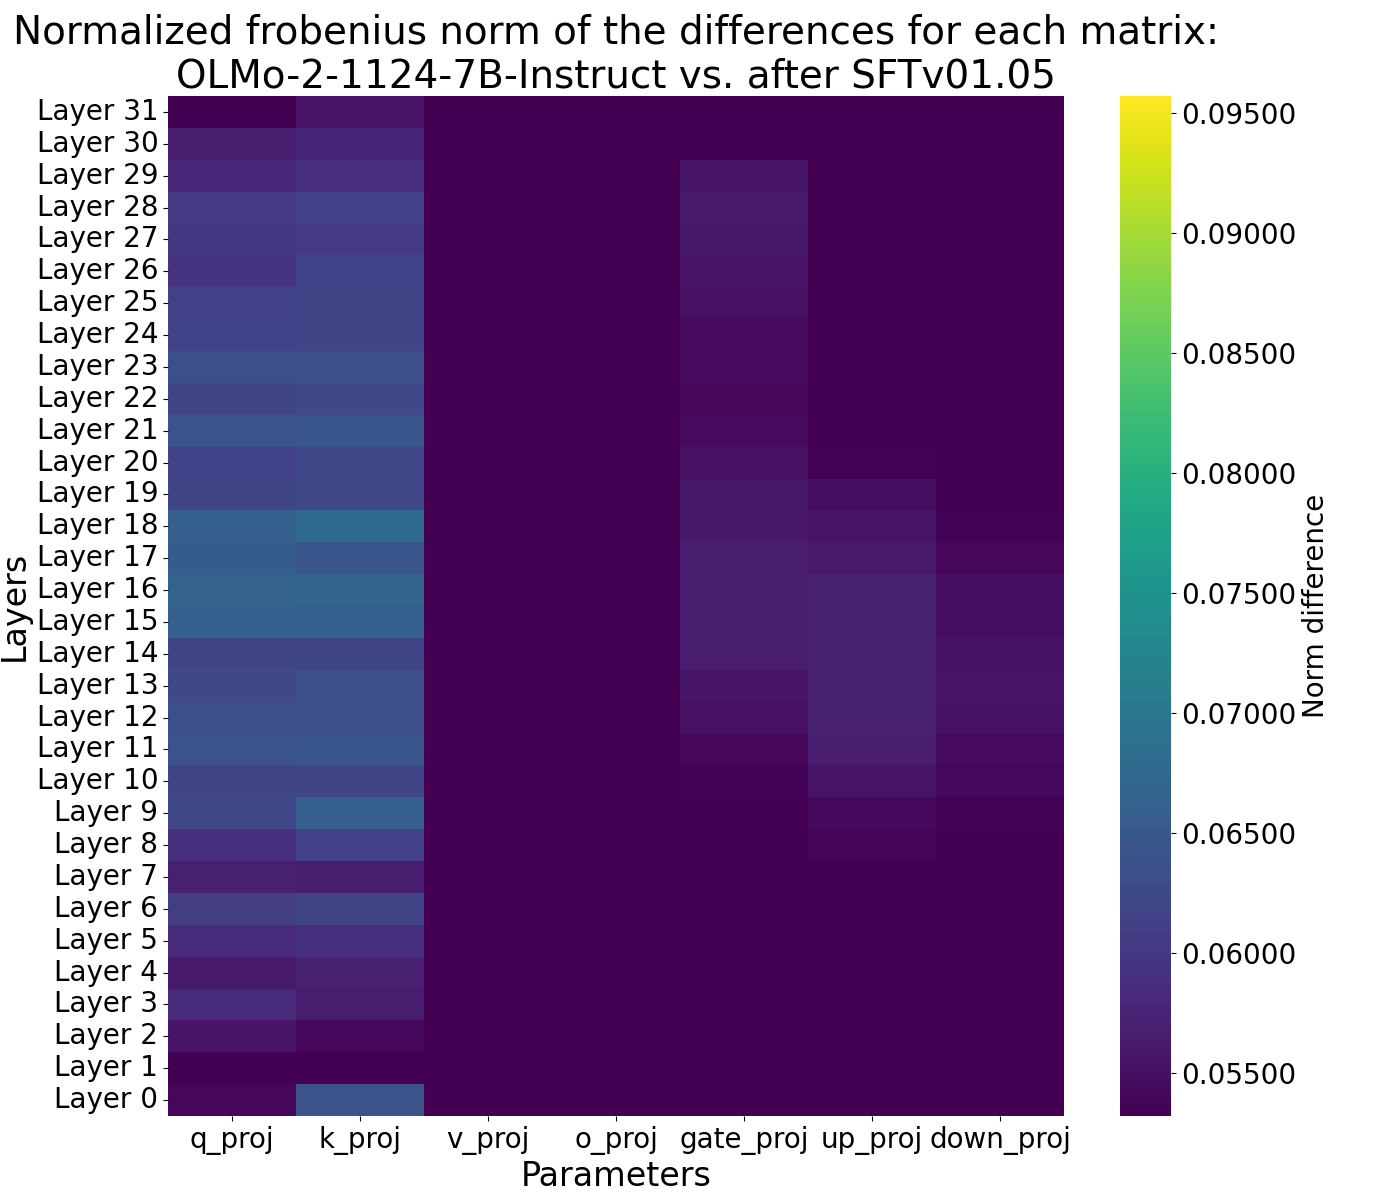 Normalized frobenius norm of the differences for each matrix:
OLMo-2-1124-7B-Instruct vs. after SFTv01.05
Layers
Layer 31
Layer 30
Layer 29
Layer 28
Layer 27
Layer 26
Layer 25
Layer 24
Layer 23
Layer 22
Layer 21
Layer 20
Layer 19
Layer 18
Layer 17
Layer 16
Layer 15
Layer 14
Layer 13
Layer 12
Layer 11
Layer 10
Layer 9
Layer 8
Layer 7
Layer 6
Layer 5
Layer 4
Layer 3
Layer 2
Layer 1
Layer 0
q_proj k_proj v_proj o_proj gate_proj up_proj down_proj
Parameters
0.09500
0.09000
0.08500
0.08000
0.07500
0.07000
0.06500
0.06000
0.05500
Norm difference